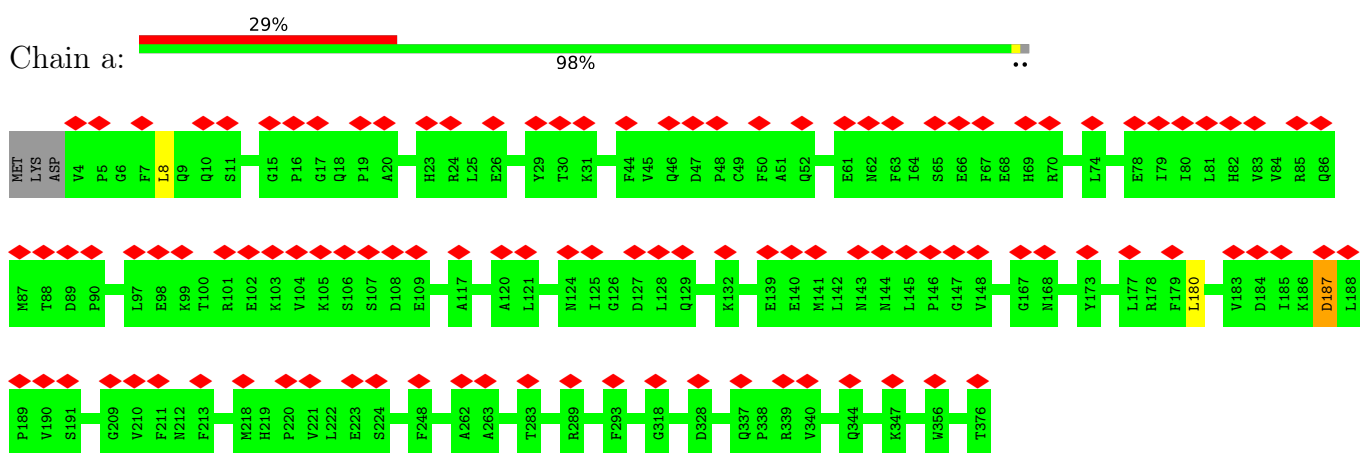 29%
Chain a:
98%
••
MET LYS ASP V4 P5 G6 F7 L8 Q9 Q10 S11 G15 P16 G17 Q18 P19 A20 H23 R24 L25 E26 Y29 T30 K31 F44 V45 Q46 D47 P48 C49 F50 A51 Q52 E61 N62 F63 I64 S65 E66 F67 E68 H69 R70 L74 E78 I79 I80 L81 H82 V83 V84 R85 Q86
M87 T88 D89 P90 L97 E98 K99 T100 R101 E102 K103 V104 K105 S106 S107 D108 E109 A117 A120 L121 N124 I125 G126 D127 L128 Q129 K132 E139 E140 M141 L142 N143 N144 L145 P146 G147 V148 G167 N168 Y173 L177 R178 F179 L180 V183 D184 I185 K186 D187 L188
P189 V190 S191 G209 V210 F211 N212 F213 M218 H219 P220 V221 L222 E223 S224 F248 A262 A263 T283 R289 F293 G318 D328 Q337 P338 R339 V340 Q344 K347 W356 T376